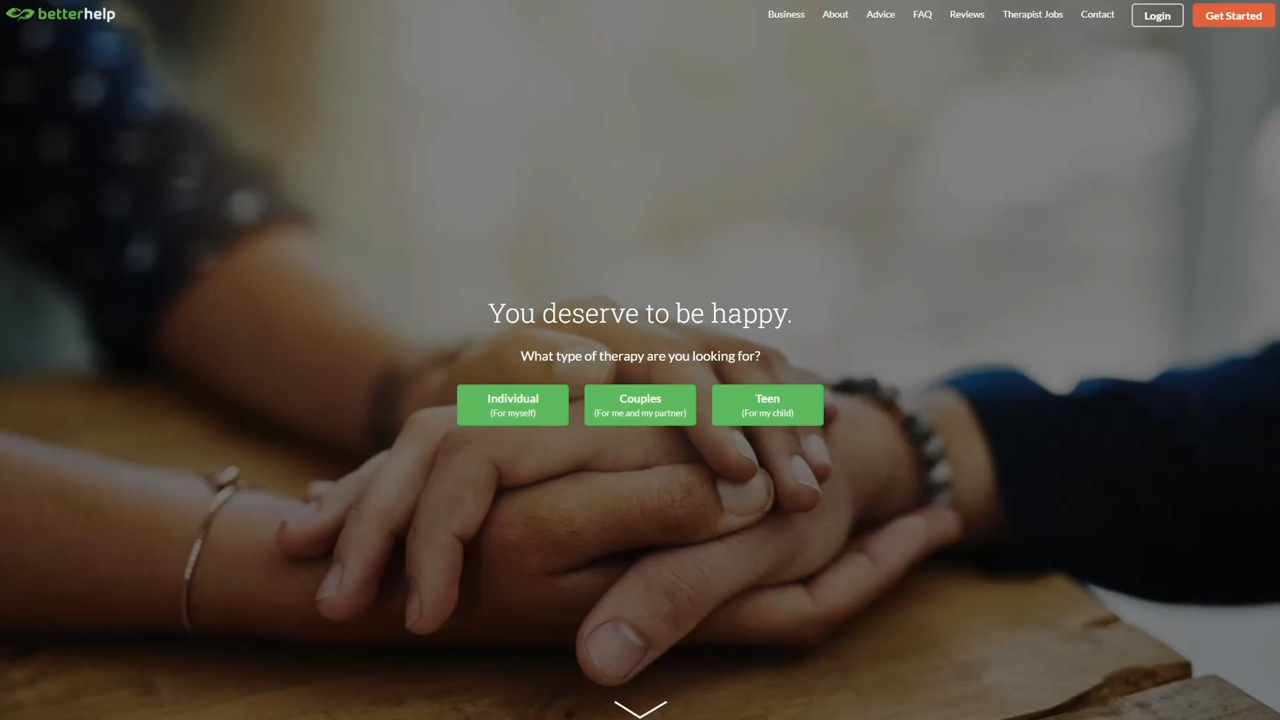 betterhelp
Business About Advice FAQ Reviews Therapist Jobs Contact Login Get Started
You deserve to be happy.
What type of therapy are you looking for?
Individual Couples Teen
(For myself) (For me and my partner) (For my child)